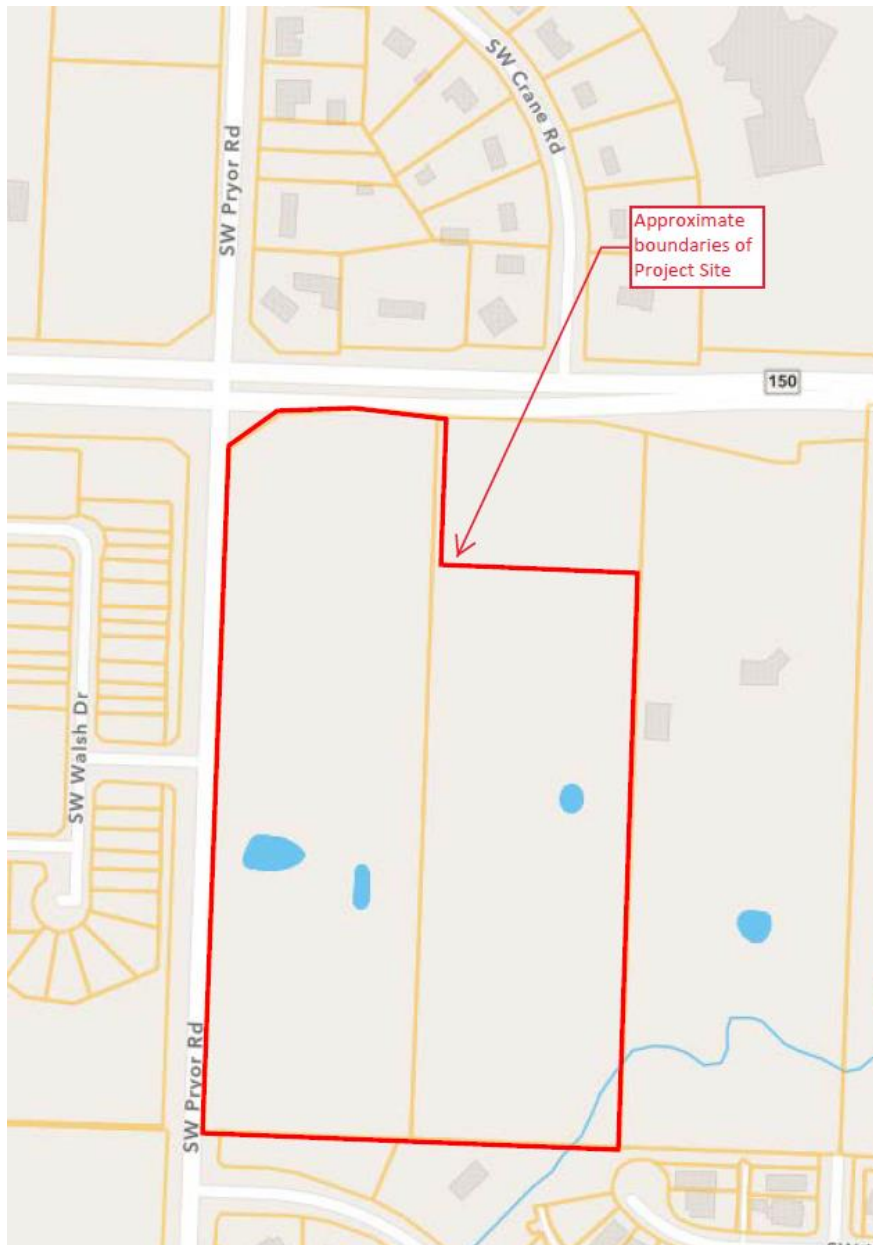 SW Crane Rd
SW Pryor Rd
Approximate
boundaries of
Project Site
150
SW Walsh Dr
SW Pryor Rd